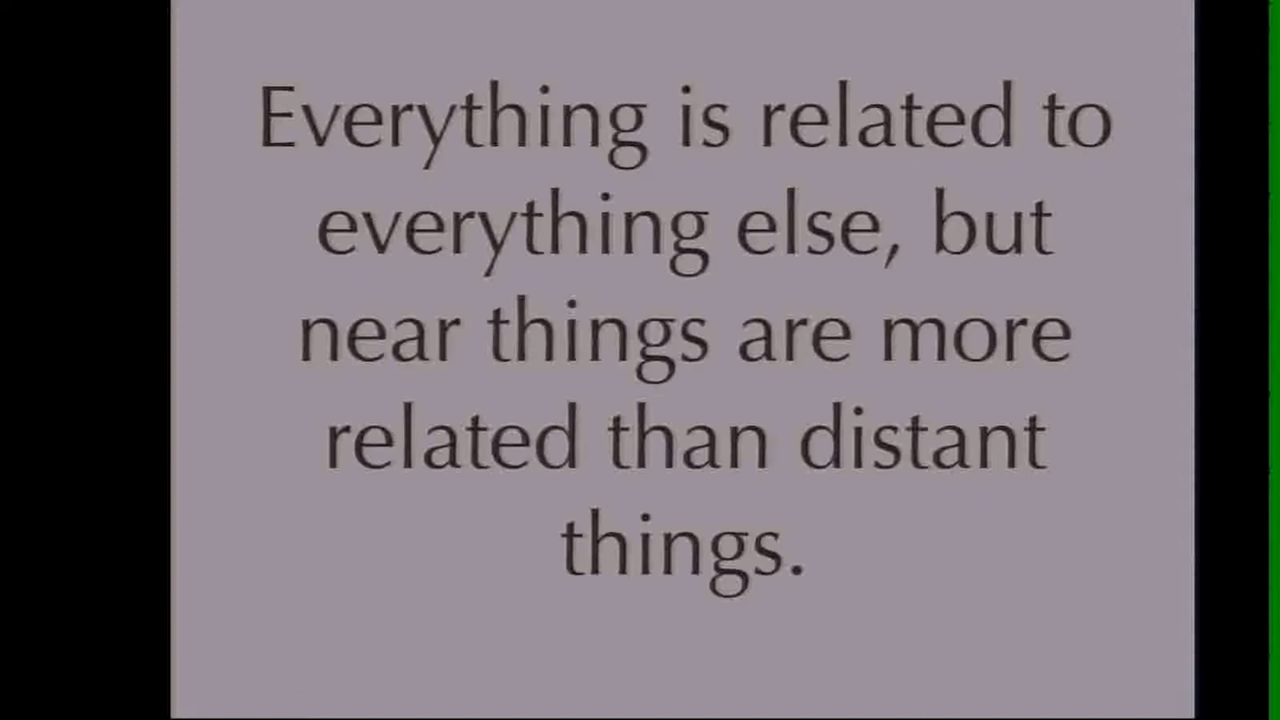 Everything is related to
everything else, but
near things are more
related than distant
things.